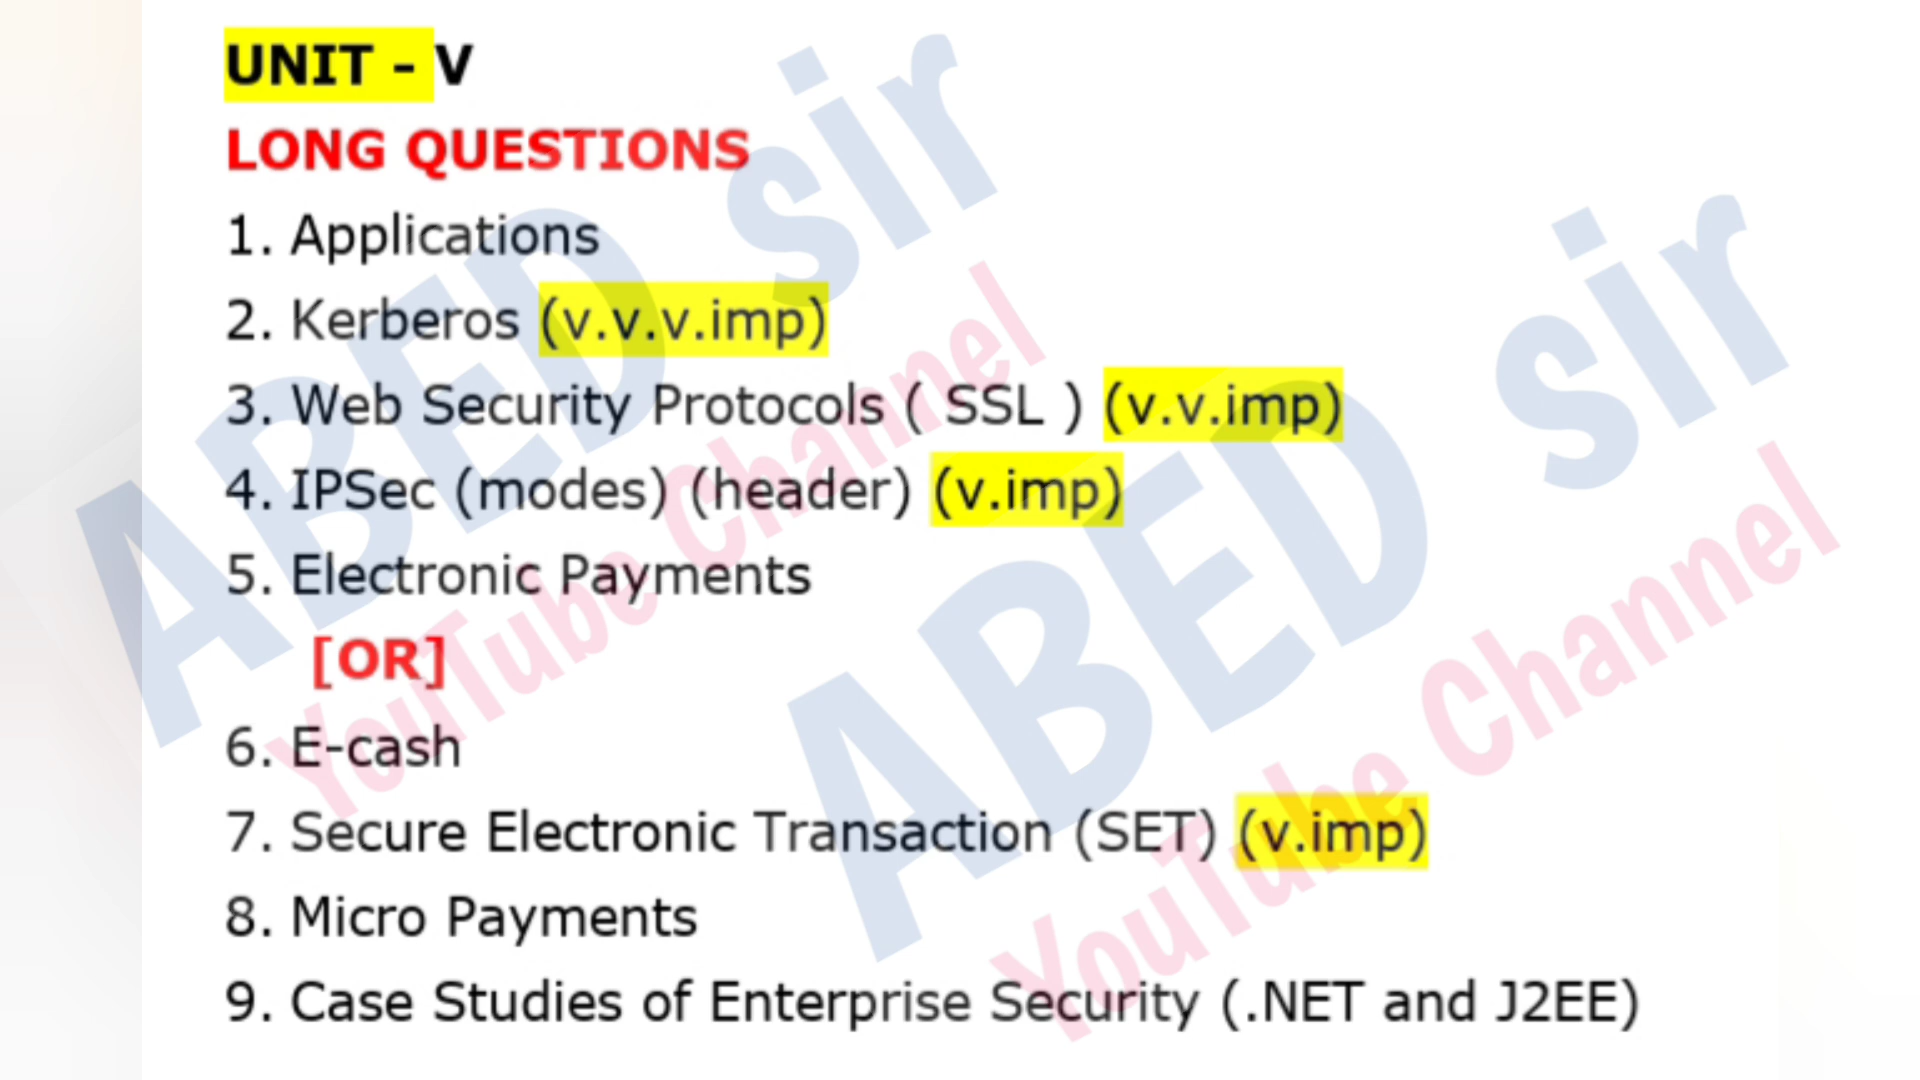 UNIT - V
LONG QUESTIONS
1. Applications
2. Kerberos (v.v.v.imp)
3. Web Security Protocols ( SSL ) (v.v.imp)
4. IPSec (modes) (header) (v.imp)
5. Electronic Payments
[OR]
6. E-cash
7. Secure Electronic Transaction (SET) (v.imp)
8. Micro Payments
9. Case Studies of Enterprise Security (.NET and J2EE)
ABED sir
YouTube Channel
ABED sir
YouTube Channel